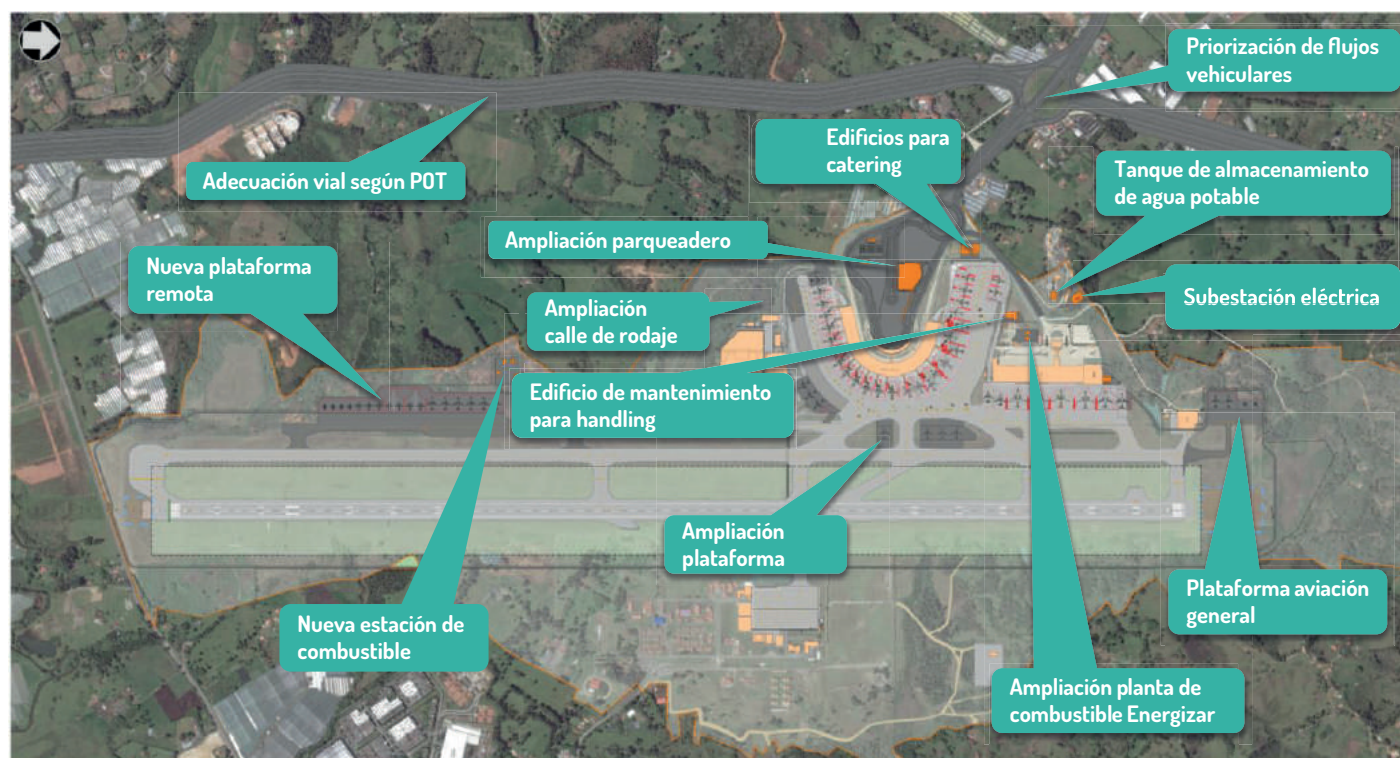 Priorización de flujos
vehiculares
Edificios para
catering
Adecuación vial según POT
Tanque de almacenamiento
de agua potable
Ampliación parqueadero
Nueva plataforma
remota
Subestación eléctrica
Ampliación
calle de rodaje
Edificio de mantenimiento
para handling
Ampliación
plataforma
Plataforma aviación
general
Nueva estación de
combustible
Ampliación planta de
combustible Energizar